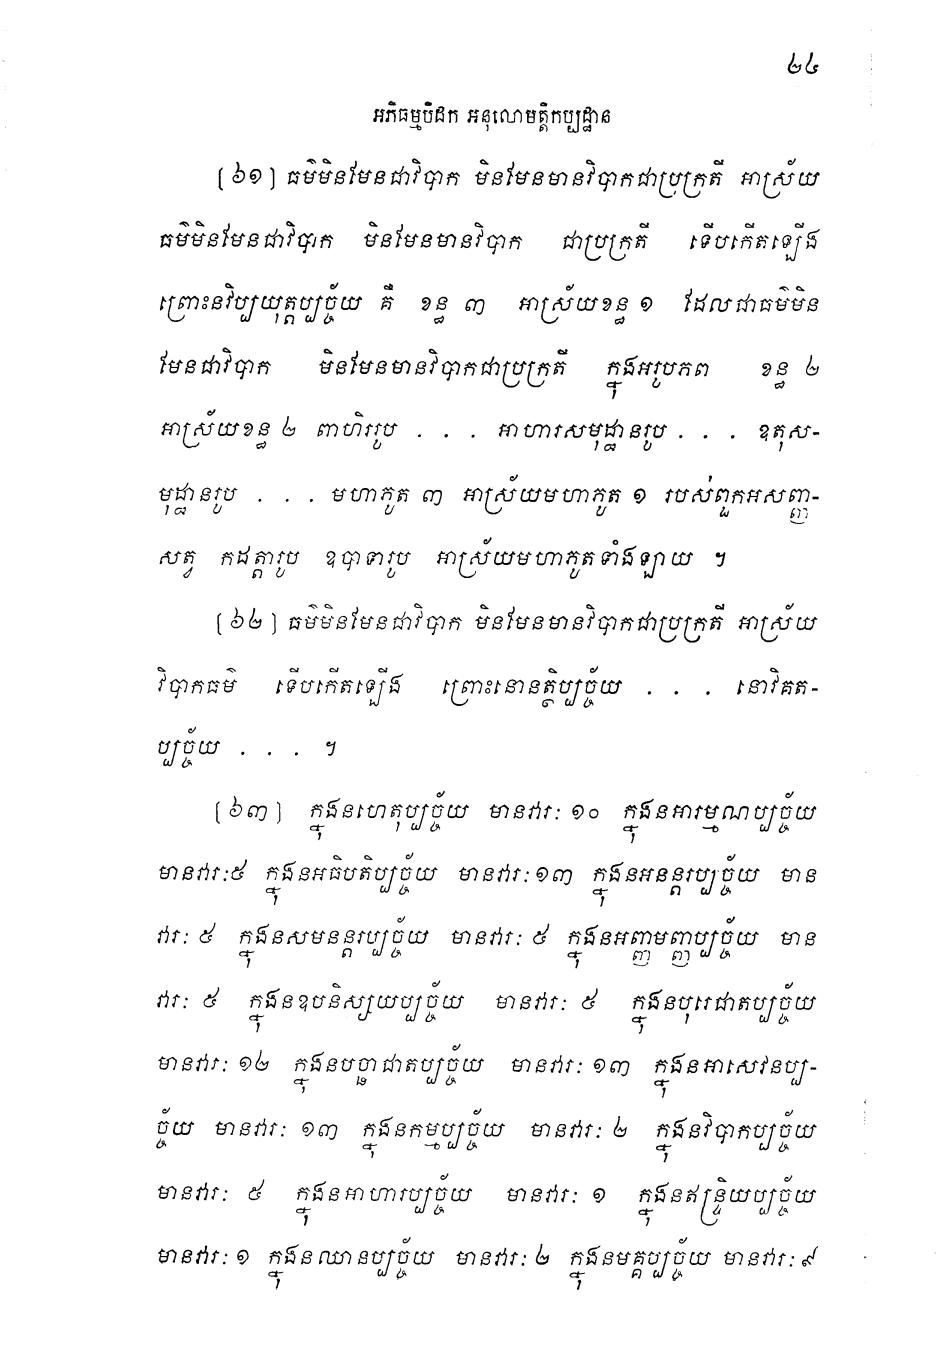 ២៤
អភិធម្មបិដក អនុលោមត្តិកប្បដ្ឋាន
[៦១] ធម៌មិនមែនជាវិបាក មិនមែនមានវិបាកជាប្រក្រតី អាស្រ័យ
ធម៌មិនមែនជាវិបាក មិនមែនមានវិបាក ជាប្រក្រតី ទើបកើតឡើង
ព្រោះនវិប្បយុត្តប្បច្ច័យ គឺ ខន្ធ ៣ អាស្រ័យខន្ធ ១ ដែលជាធម៌មិន
មែនជាវិបាក មិនមែនមានវិបាកជាប្រក្រតី ក្នុងអរូបភព ខន្ធ ២
អាស្រ័យខន្ធ ២ ពាហិររូប . . . អាហារសមុដ្ឋានរូប . . . ឧតុស-
មុដ្ឋានរូប . . . មហាភូត ៣ អាស្រ័យមហាភូត ១ របស់ពួកអសញ្ញ-
សត្វ កដត្តារូប ឧបាទារូប អាស្រ័យមហាភូតទាំងឡាយ ។
[៦២] ធម៌មិនមែនជាវិបាក មិនមែនមានវិបាកជាប្រក្រតី អាស្រ័យ
វិបាកធម៌ ទើបកើតឡើង ព្រោះនោនត្ថិប្បច្ច័យ . . . នោវិគត-
ប្បច្ច័យ . . . ។
[៦៣] ក្នុងនហេតុប្បច្ច័យ មានវារៈ ១០ ក្នុងនអារម្មណប្បច្ច័យ
មានវារៈ៥ ក្នុងនអធិបតិប្បច្ច័យ មានវារៈ ១៣ ក្នុងនអនន្តរប្បច្ច័យ មាន
វារៈ ៥ ក្នុងនសមនន្តរប្បច្ច័យ មានវារៈ ៥ ក្នុងនអញ្ញមញ្ញប្បច្ច័យ មាន
វារៈ ៥ ក្នុងនឧបនិស្សយប្បច្ច័យ មានវារៈ ៥ ក្នុងនបុរេជាតប្បច្ច័យ
មានវារៈ ១២ ក្នុងនបច្ឆាជាតប្បច្ច័យ មានវារៈ ១៣ ក្នុងនអាសេវនប្ប-
ច្ច័យ មានវារៈ ១៣ ក្នុងនកម្មប្បច្ច័យ មានវារៈ ២ ក្នុងនវិបាកប្បច្ច័យ
មានវារៈ ៥ ក្នុងនអាហារប្បច្ច័យ មានវារៈ ១ ក្នុងនឥន្ទ្រិយប្បច្ច័យ
មានវារៈ ១ ក្នុងនឈានប្បច្ច័យ មានវារៈ ២ ក្នុងនមគ្គប្បច្ច័យ មានវារៈ ៩